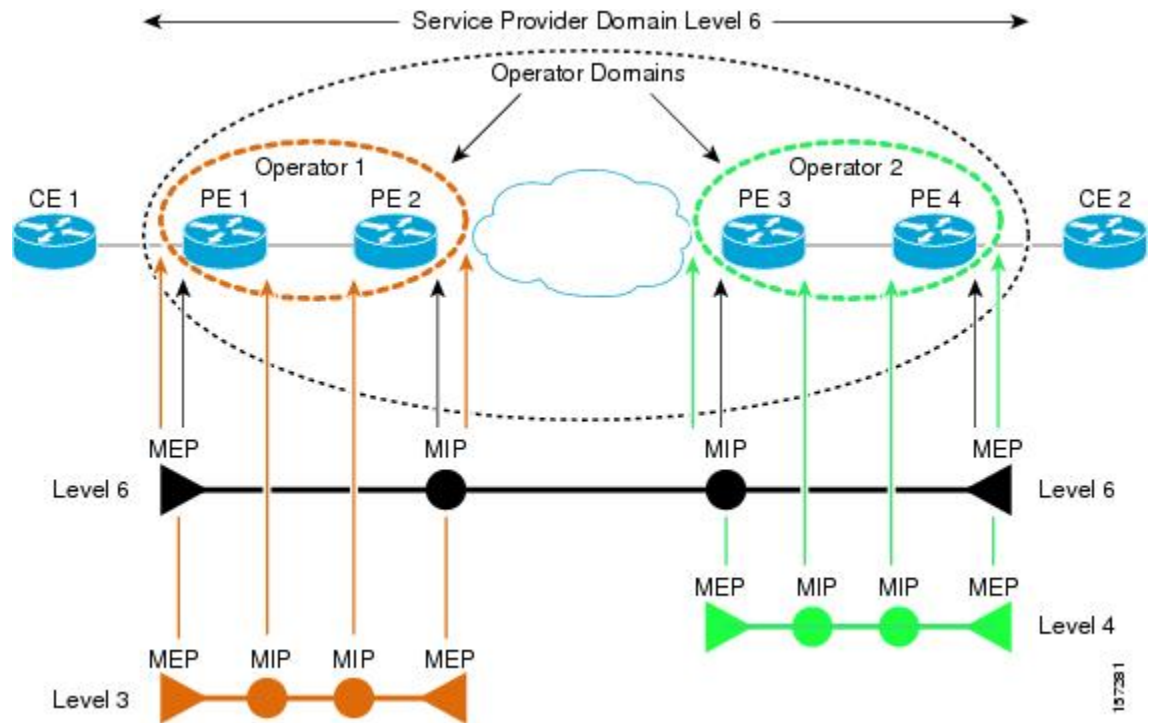 Service Provider Domain Level 6
Operator Domains
Operator 1
Operator 2
CE 1
PE 1
PE 2
PE 3
PE 4
CE 2
MEP
MIP
MIP
MEP
Level 6
Level 6
MEP
MIP
MIP
MEP
Level 4
MEP
MIP
MIP
MEP
Level 3
157281